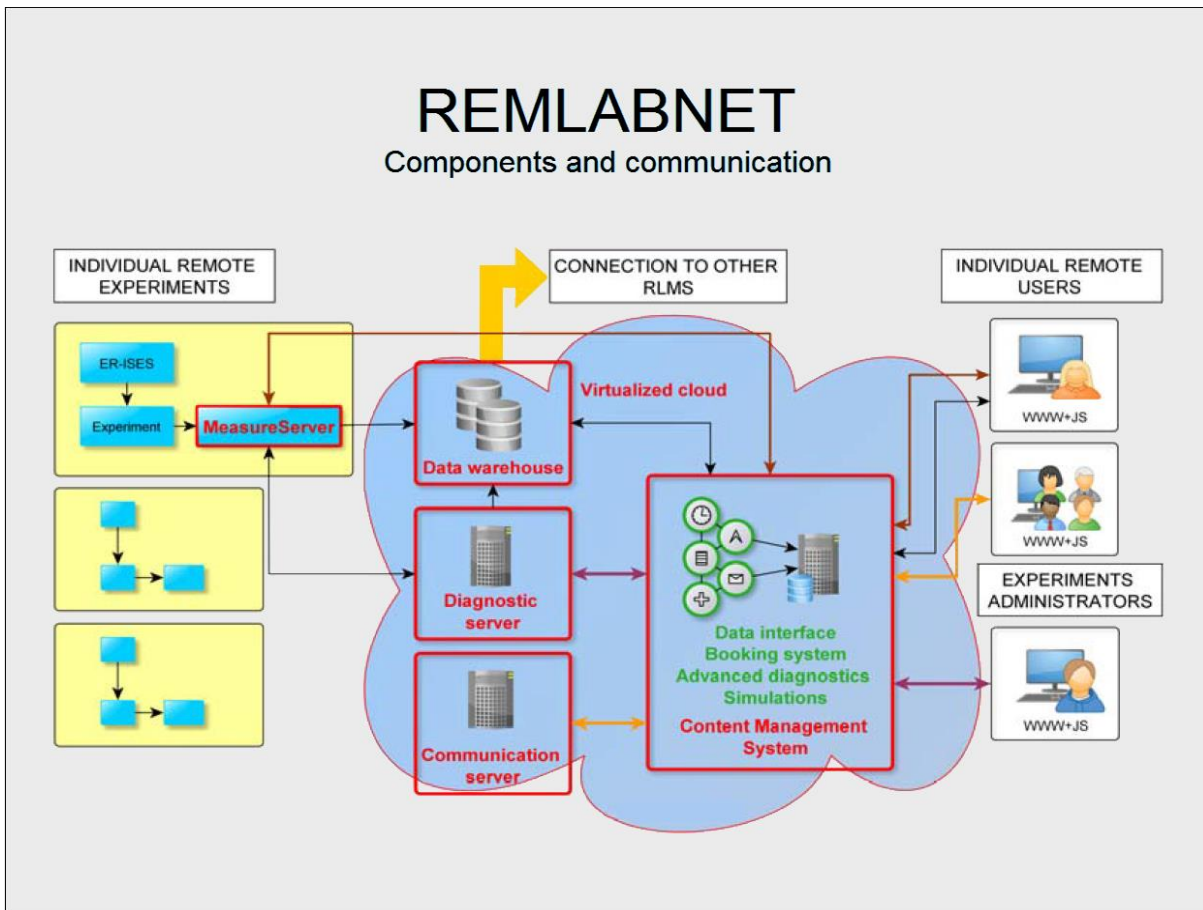 REMLABNET
Components and communication
INDIVIDUAL REMOTE
EXPERIMENTS
CONNECTION TO OTHER
RLMS
INDIVIDUAL REMOTE
USERS
ER-ISES
Experiment
MeasureServer
Data warehouse
Virtualized cloud
Diagnostic
server
Communication
server
A
Data interface
Booking system
Advanced diagnostics
Simulations
Content Management
System
WWW+JS
WWW+JS
EXPERIMENTS
ADMINISTRATORS
WWW+JS